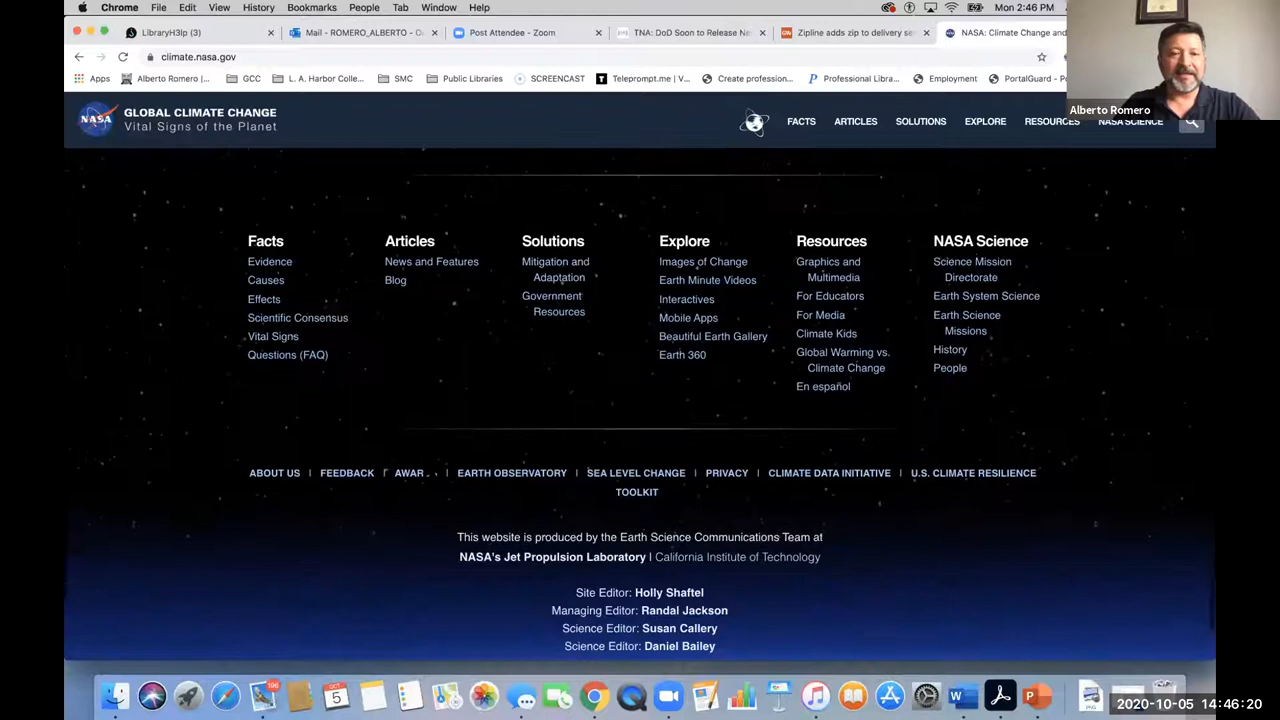 Chrome File Edit View History Bookmarks People Tab Window Help Mon 2:46 PM
LibraryH3lp (3) Mail - ROMERO_ALBERTO - O Post Attendee - Zoom TNA: DoD Soon to Release Ne Zipline adds zip to delivery se NASA: Climate Change and
climate.nasa.gov
Apps Alberto Romero |... GCC L. A. Harbor Colle... SMC Public Libraries SCREENCAST Teleprompt.me | V... Create profession... Professional Libra... Employment PortalGuard - P
Alberto Romero
NASA
GLOBAL CLIMATE CHANGE
Vital Signs of the Planet
FACTS ARTICLES SOLUTIONS EXPLORE RESOURCES NASA SCIENCE
Facts
Evidence
Causes
Effects
Scientific Consensus
Vital Signs
Questions (FAQ)
Articles
News and Features
Blog
Solutions
Mitigation and
Adaptation
Government
Resources
Explore
Images of Change
Earth Minute Videos
Interactives
Mobile Apps
Beautiful Earth Gallery
Earth 360
Resources
Graphics and
Multimedia
For Educators
For Media
Climate Kids
Global Warming vs.
Climate Change
En español
NASA Science
Science Mission
Directorate
Earth System Science
Earth Science
Missions
History
People
ABOUT US | FEEDBACK | AWAR | EARTH OBSERVATORY | SEA LEVEL CHANGE | PRIVACY | CLIMATE DATA INITIATIVE | U.S. CLIMATE RESILIENCE
TOOLKIT
This website is produced by the Earth Science Communications Team at
NASA's Jet Propulsion Laboratory | California Institute of Technology
Site Editor: Holly Shaftel
Managing Editor: Randal Jackson
Science Editor: Susan Callery
Science Editor: Daniel Bailey
196
OCT
5
2020-10-05 14:46:20